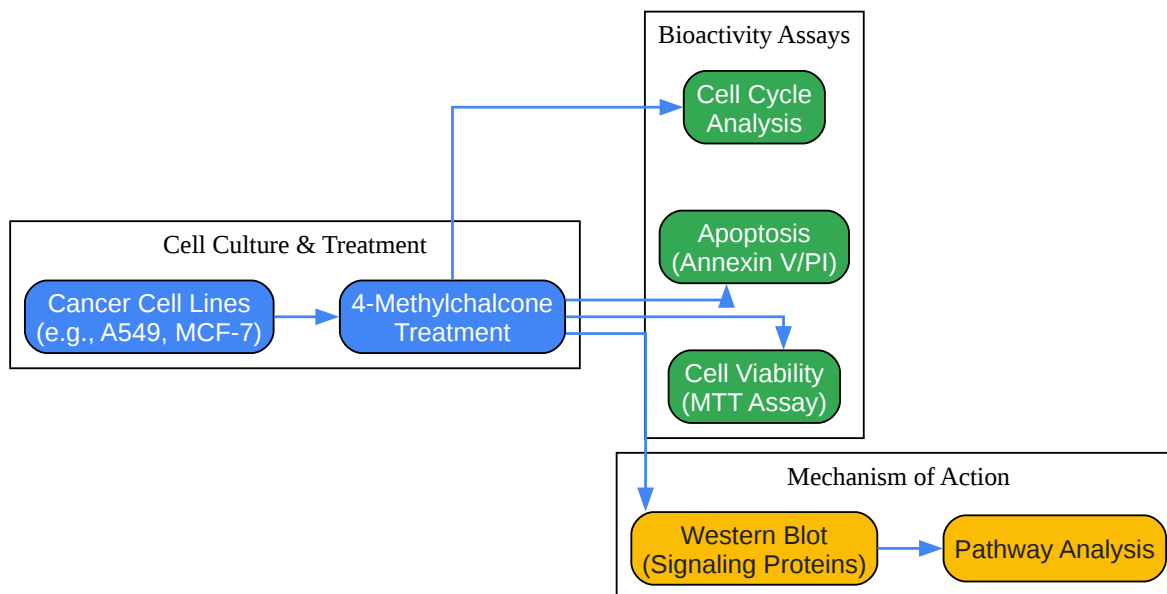 Bioactivity Assays
Cell Cycle
Analysis
Apoptosis
(Annexin V/PI)
Cell Viability
(MTT Assay)
Cell Culture & Treatment
Cancer Cell Lines
(e.g., A549, MCF-7)
4-Methylchalcone
Treatment
Mechanism of Action
Western Blot
(Signaling Proteins)
Pathway Analysis